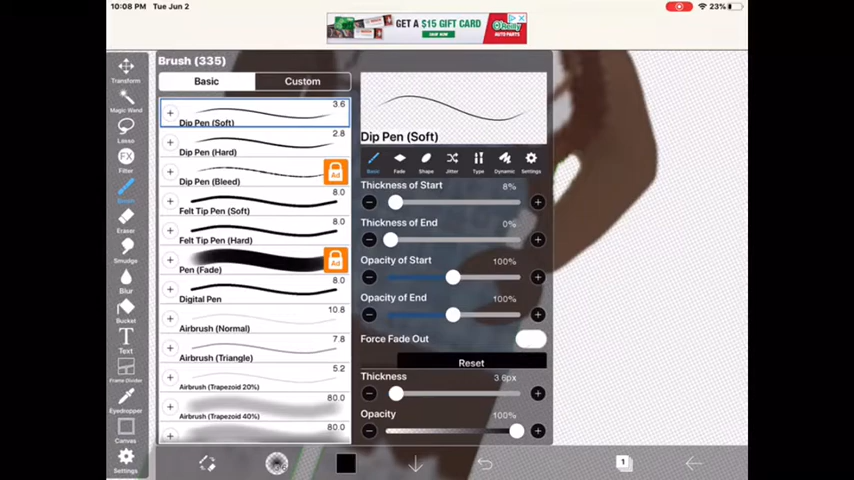 10:08 PM Tue Jun 2
23%
GET A $15 GIFT CARD
SHOP NOW
O'Reilly
AUTO PARTS
Brush (335)
Basic
Custom
3.6
Dip Pen (Soft)
2.8
Dip Pen (Hard)
Dip Pen (Bleed)
Ad
8.0
Felt Tip Pen (Soft)
8.0
Felt Tip Pen (Hard)
Pen (Fade)
Ad
8.0
Digital Pen
10.8
Airbrush (Normal)
7.8
Airbrush (Triangle)
5.2
Airbrush (Trapezoid 20%)
80.0
Airbrush (Trapezoid 40%)
80.0
Dip Pen (Soft)
Basic
Fade
Shape
Jitter
Type
Dynamic
Settings
Thickness of Start
8%
Thickness of End
0%
Opacity of Start
100%
Opacity of End
100%
Force Fade Out
Reset
Thickness
3.6px
Opacity
100%
Transform
Magic Wand
Lasso
FX
Filter
Brush
Eraser
Smudge
Blur
Bucket
T
Text
Frame Divider
Eyedropper
Canvas
Settings
1